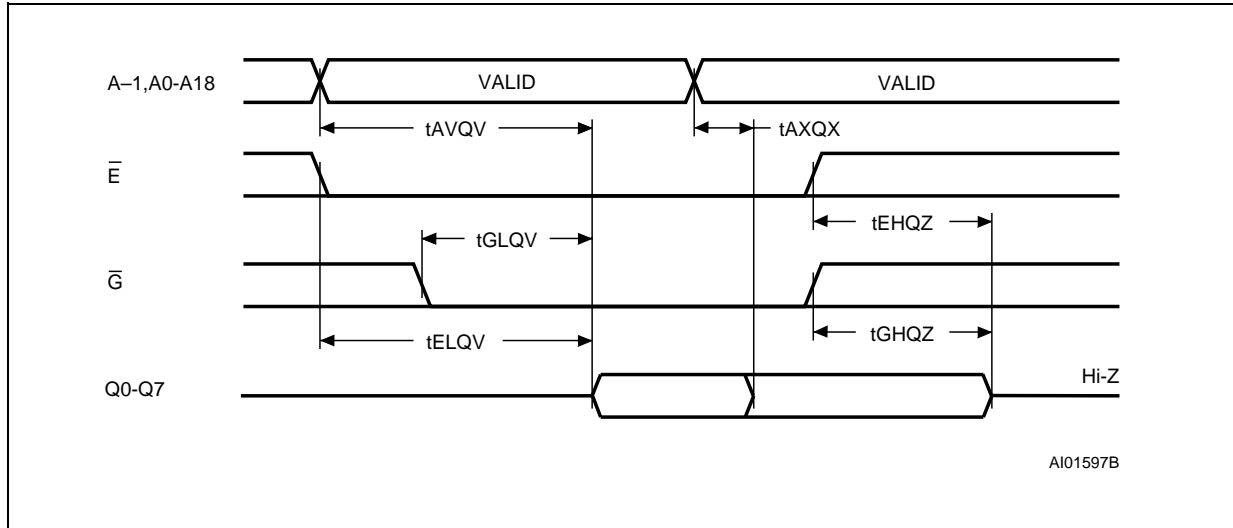 A–1,A0-A18 VALID VALID
tAVQV tAXQX
E̅
tEHQZ
tGLQV
G̅
tELQV tGHQZ
Q0-Q7 Hi-Z
AI01597B